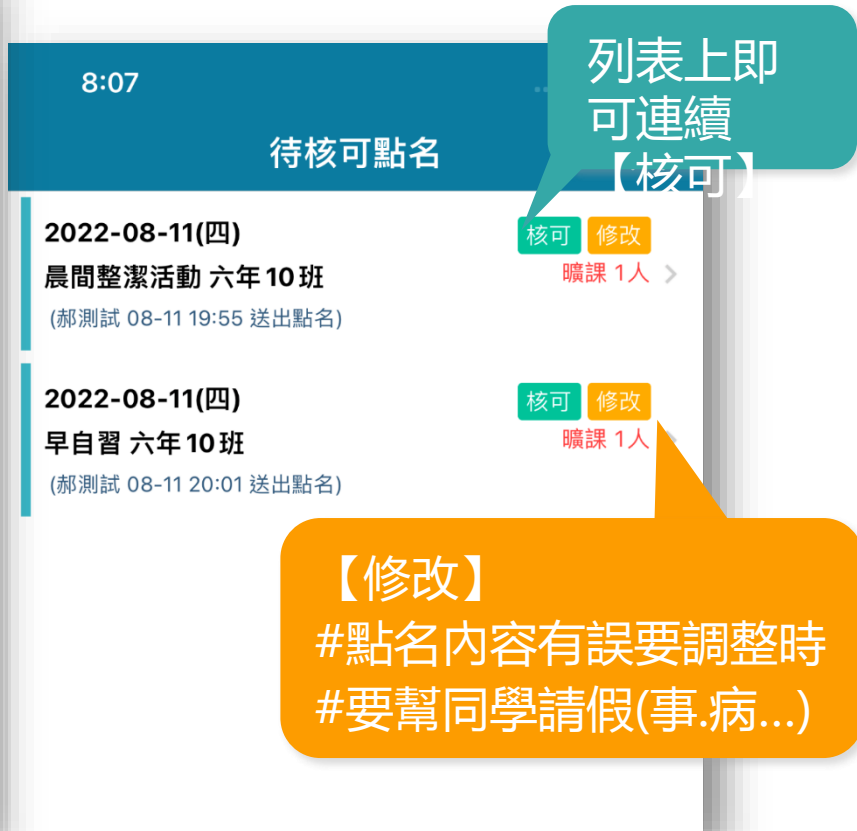 列表上即
可連續
【核可】
8:07
待核可點名
2022-08-11(四)
核可 修改
晨間整潔活動 六年10班
曠課 1人
(郝測試 08-11 19:55 送出點名)
2022-08-11(四)
核可 修改
早自習 六年10班
曠課 1人
(郝測試 08-11 20:01 送出點名)
【修改】
#點名內容有誤要調整時
#要幫同學請假(事.病...)